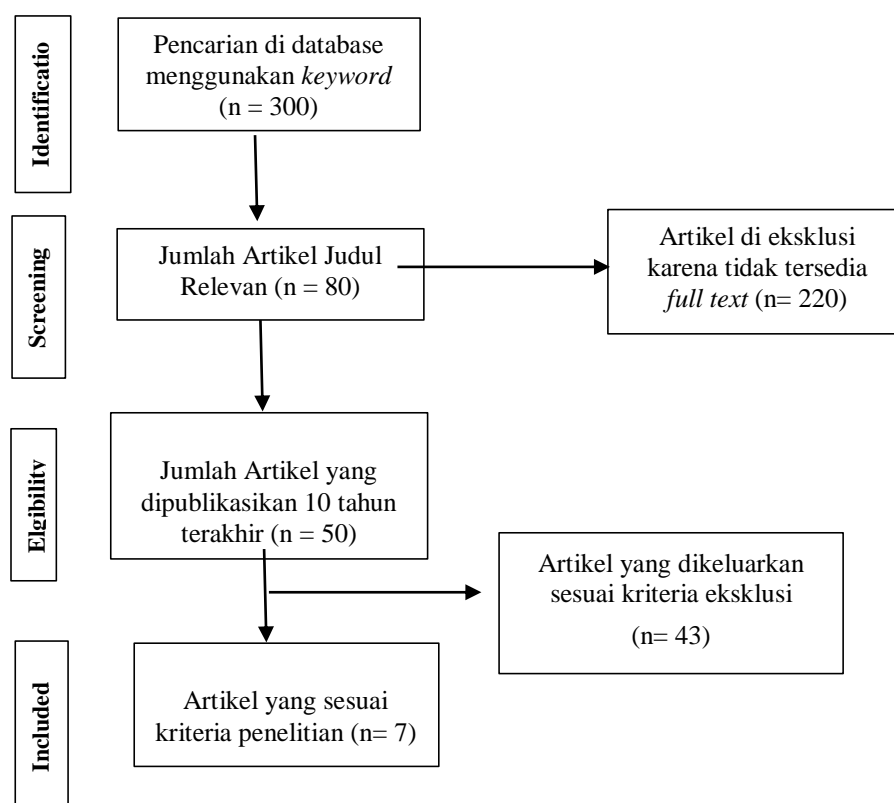 Identificatio
Pencarian di database
menggunakan keyword
(n = 300)
Screening
Jumlah Artikel Judul
Relevan (n = 80)
Artikel di eksklusi
karena tidak tersedia
full text (n= 220)
Elgibility
Jumlah Artikel yang
dipublikasikan 10 tahun
terakhir (n = 50)
Artikel yang dikeluarkan
sesuai kriteria eksklusi
(n= 43)
Included
Artikel yang sesuai
kriteria penelitian (n= 7)